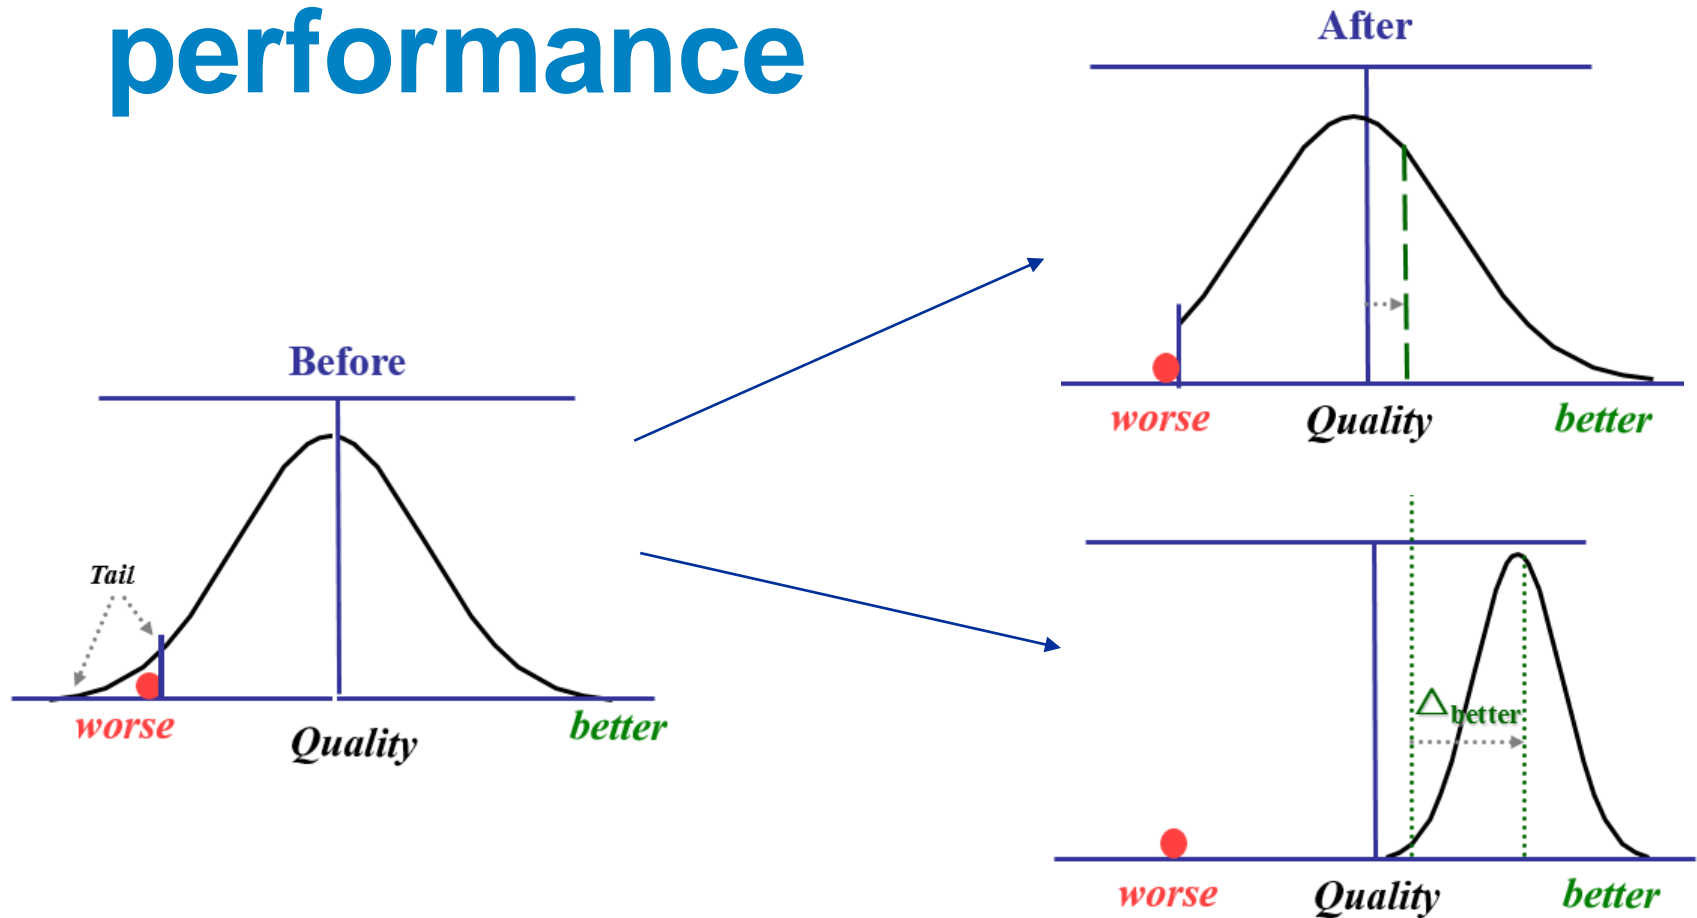 performance
Before
Tail
worse
Quality
better
After
worse
Quality
better
△better
worse
Quality
better